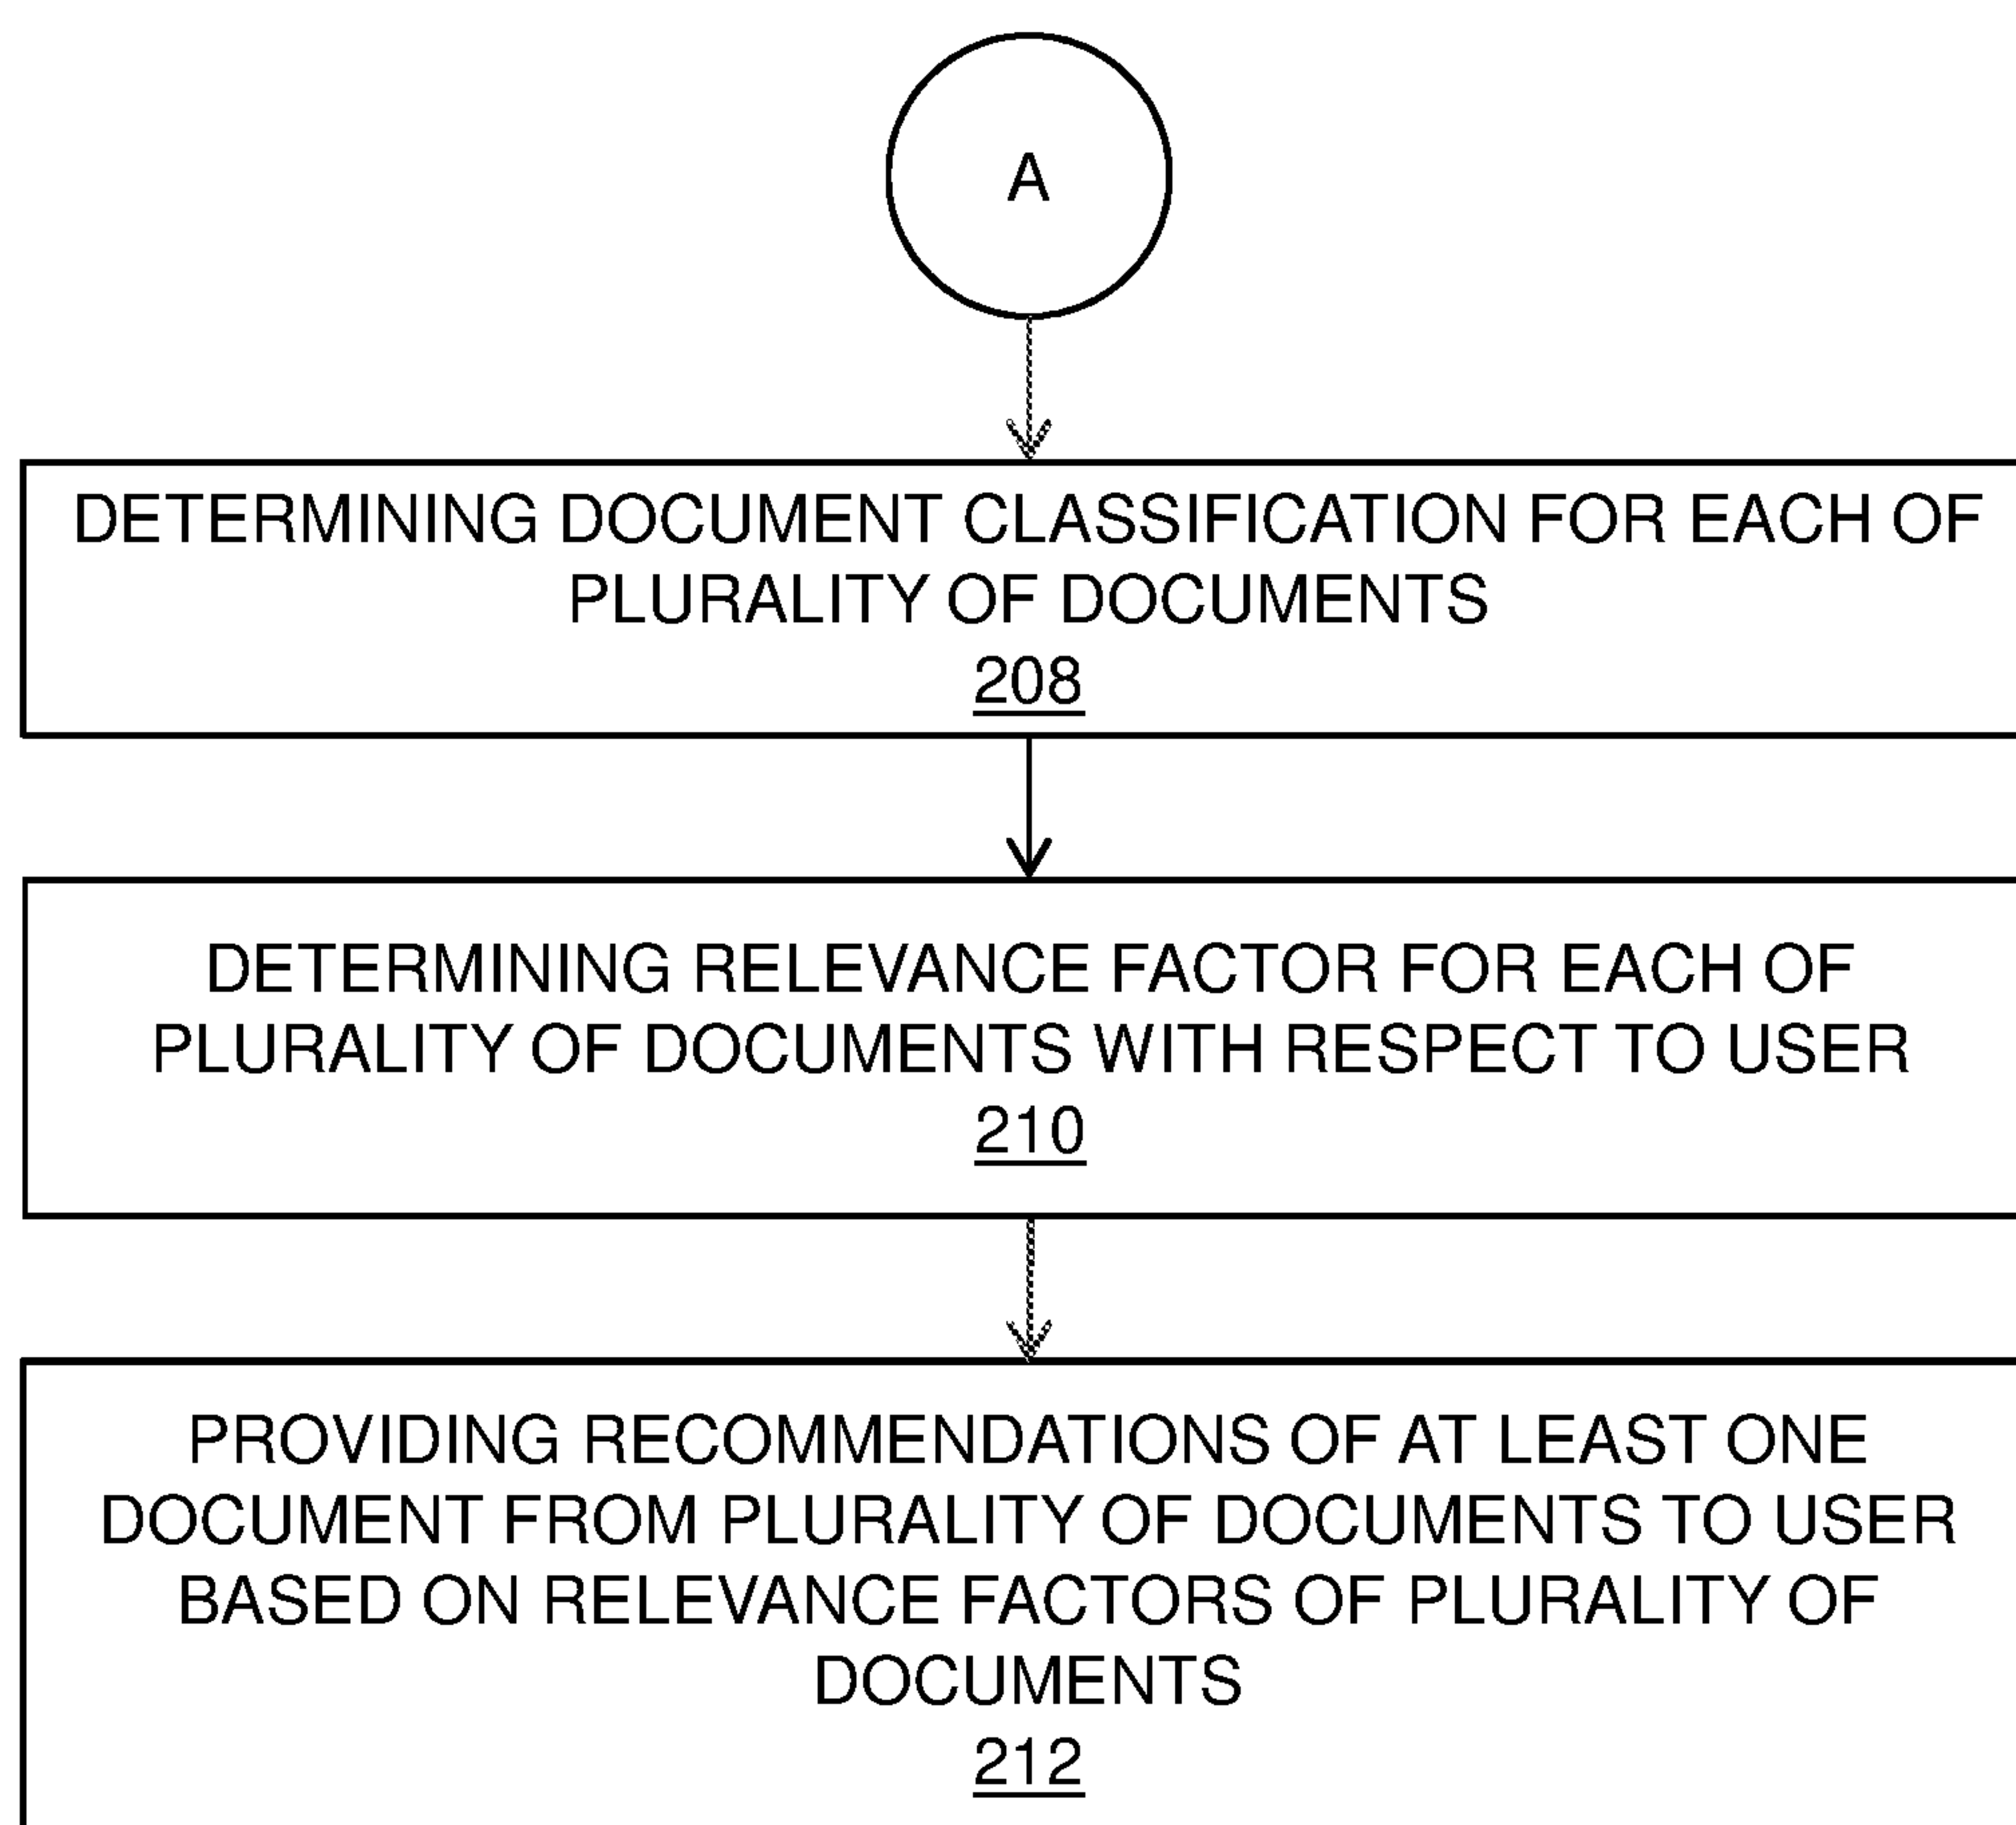 A
DETERMINING DOCUMENT CLASSIFICATION FOR EACH OF
PLURALITY OF DOCUMENTS
208
DETERMINING RELEVANCE FACTOR FOR EACH OF
PLURALITY OF DOCUMENTS WITH RESPECT TO USER
210
PROVIDING RECOMMENDATIONS OF AT LEAST ONE
DOCUMENT FROM PLURALITY OF DOCUMENTS TO USER
BASED ON RELEVANCE FACTORS OF PLURALITY OF
DOCUMENTS
212